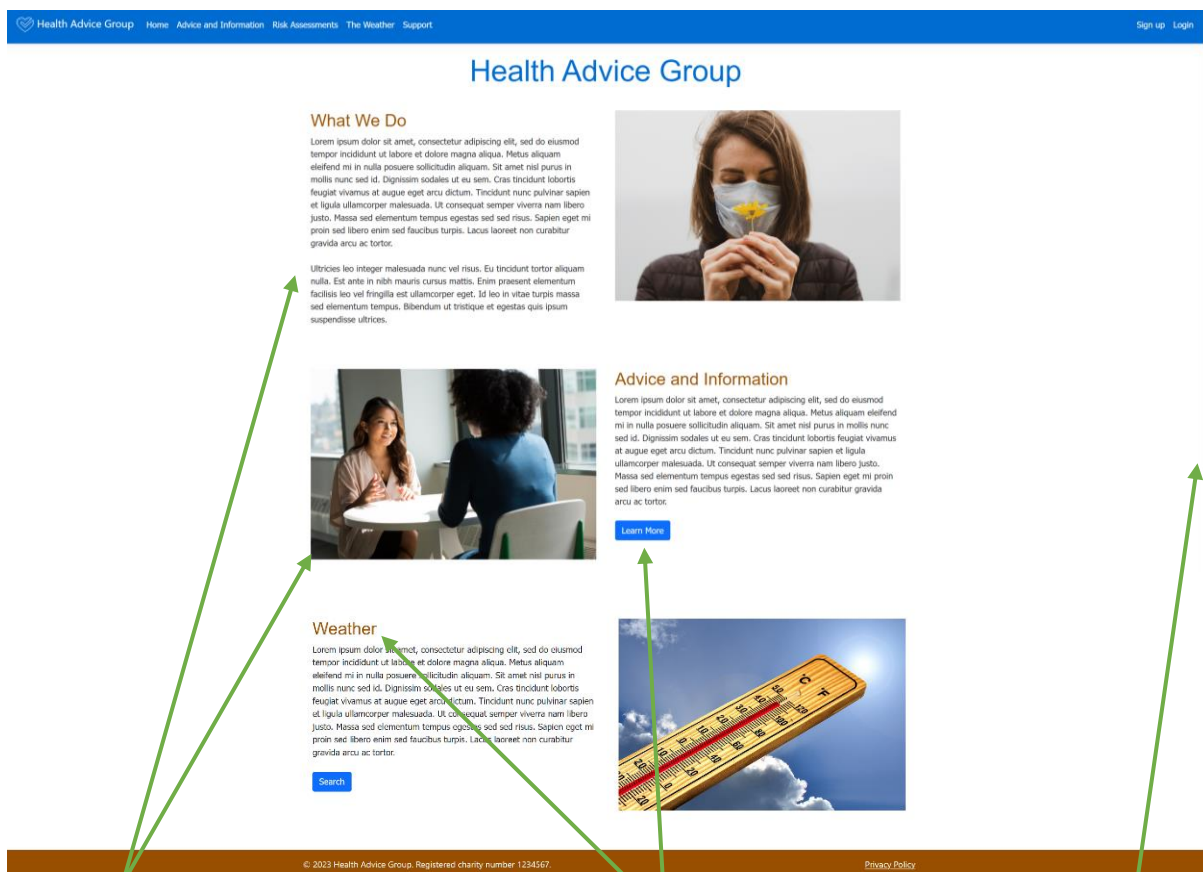 Health Advice Group Home Advice and Information Risk Assessments The Weather Support Sign up Login
Health Advice Group
What We Do
Lorem ipsum dolor sit amet, consectetur adipiscing elit, sed do eiusmod
tempor incididunt ut labore et dolore magna aliqua. Metus aliquam
eleifend mi in nulla posuere sollicitudin aliquam. Sit amet nisl purus in
mollis nunc sed id. Dignissim sodales ut eu sem. Cras tincidunt lobortis
feugiat vivamus at augue eget arcu dictum. Tincidunt nunc pulvinar sapien
et ligula ullamcorper malesuada. Ut consequat semper viverra nam libero
justo. Massa sed elementum tempus egestas sed sed risus. Sapien eget mi
proin sed libero enim sed faucibus turpis. Lacus laoreet non curabitur
gravida arcu ac tortor.
Ultricies leo integer malesuada nunc vel risus. Eu tincidunt tortor aliquam
nulla. Est ante in nibh mauris cursus mattis. Enim praesent elementum
facilisis leo vel fringilla est ullamcorper eget. Id leo in vitae turpis massa
sed elementum tempus. Bibendum ut tristique et egestas quis ipsum
suspendisse ultrices.
Advice and Information
Lorem ipsum dolor sit amet, consectetur adipiscing elit, sed do eiusmod
tempor incididunt ut labore et dolore magna aliqua. Metus aliquam eleifend
mi in nulla posuere sollicitudin aliquam. Sit amet nisl purus in mollis nunc
sed id. Dignissim sodales ut eu sem. Cras tincidunt lobortis feugiat vivamus
at augue eget arcu dictum. Tincidunt nunc pulvinar sapien et ligula
ullamcorper malesuada. Ut consequat semper viverra nam libero justo.
Massa sed elementum tempus egestas sed sed risus. Sapien eget mi proin
sed libero enim sed faucibus turpis. Lacus laoreet non curabitur gravida
arcu ac tortor.
Learn More
Weather
Lorem ipsum dolor sit amet, consectetur adipiscing elit, sed do eiusmod
tempor incididunt ut labore et dolore magna aliqua. Metus aliquam
eleifend mi in nulla posuere sollicitudin aliquam. Sit amet nisl purus in
mollis nunc sed id. Dignissim sodales ut eu sem. Cras tincidunt lobortis
feugiat vivamus at augue eget arcu dictum. Tincidunt nunc pulvinar sapien
et ligula ullamcorper malesuada. Ut consequat semper viverra nam libero
justo. Massa sed elementum tempus egestas sed sed risus. Sapien eget mi
proin sed libero enim sed faucibus turpis. Lacus laoreet non curabitur
gravida arcu ac tortor.
Search
°C °F
© 2023 Health Advice Group. Registered charity number 1234567. Privacy Policy